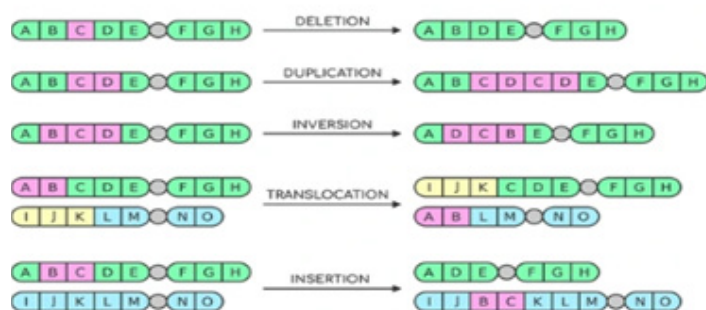 A B C D E F G H DELETION A B D E F G H
A B C D E F G H DUPLICATION A B C D C D E F G H
A B C D E F G H INVERSION A D C B E F G H
A B C D E F G H I J K C D E F G H
TRANSLOCATION
I J K L M N O A B L M N O
A B C D E F G H A D E F G H
INSERTION
I J K L M N O I J B C K L M N O